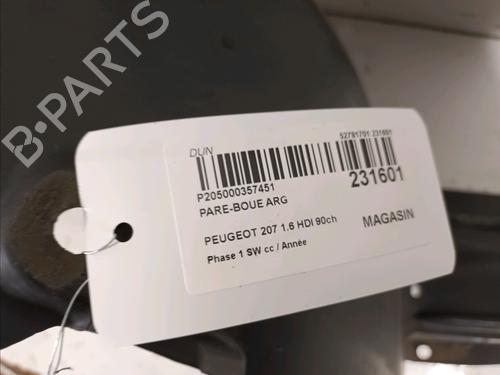 B-PARTS
DUN
52781701 231601
P205000357451
231601
PARE-BOUE ARG
PEUGEOT 207 1.6 HDI 90ch
MAGASIN
Phase 1 SW cc / Année